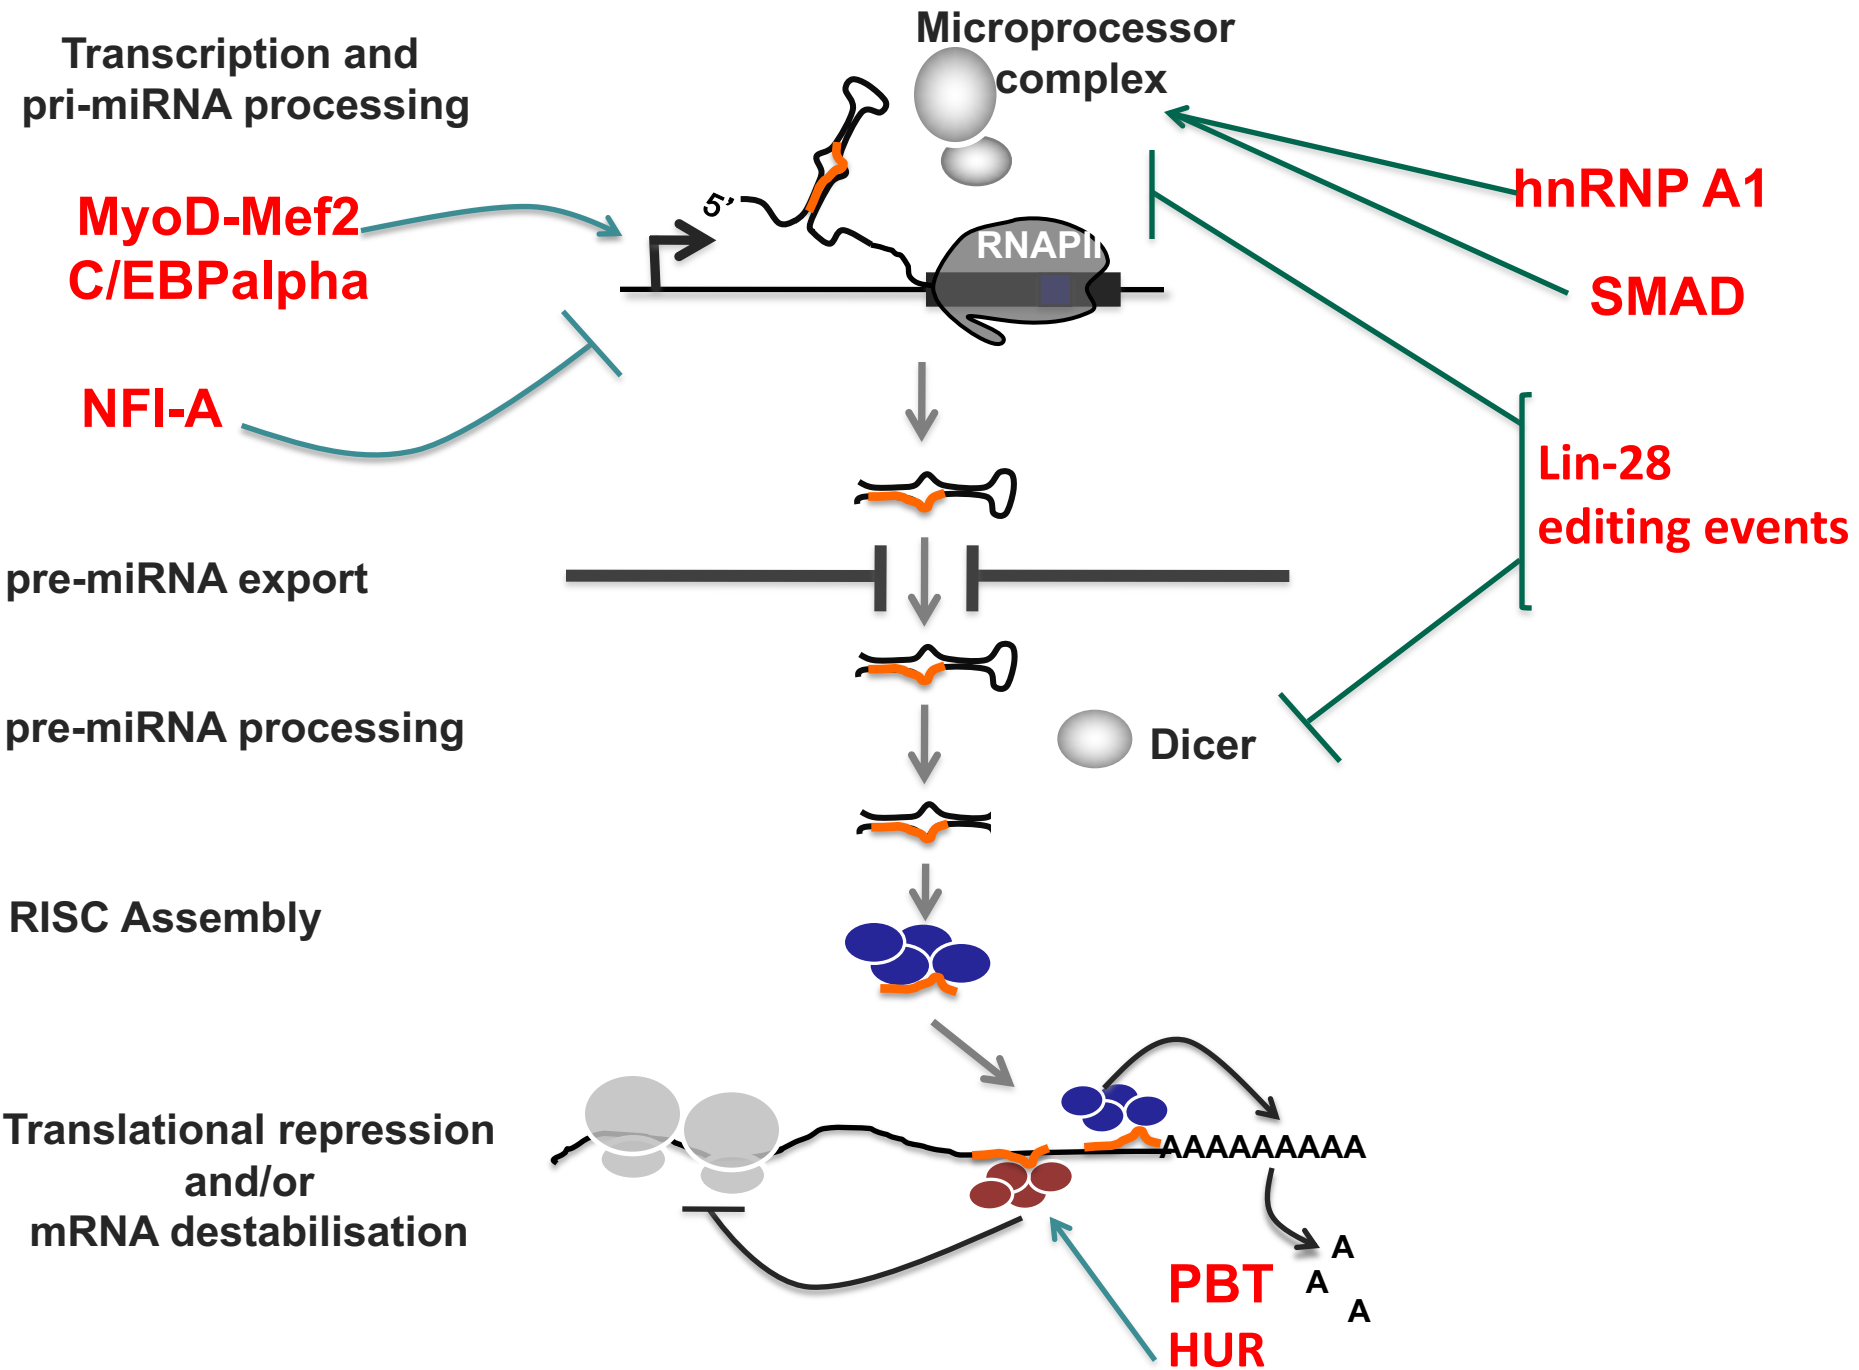 Microprocessor
complex
Transcription and
pri-miRNA processing
hnRNP A1
MyoD-Mef2
5'
C/EBPalpha
RNAPII
SMAD
NFI-A
Lin-28
editing events
pre-miRNA export
pre-miRNA processing
Dicer
RISC Assembly
Translational repression
and/or
mRNA destabilisation
AAAAAAAAA
A
A
A
PBT
HUR